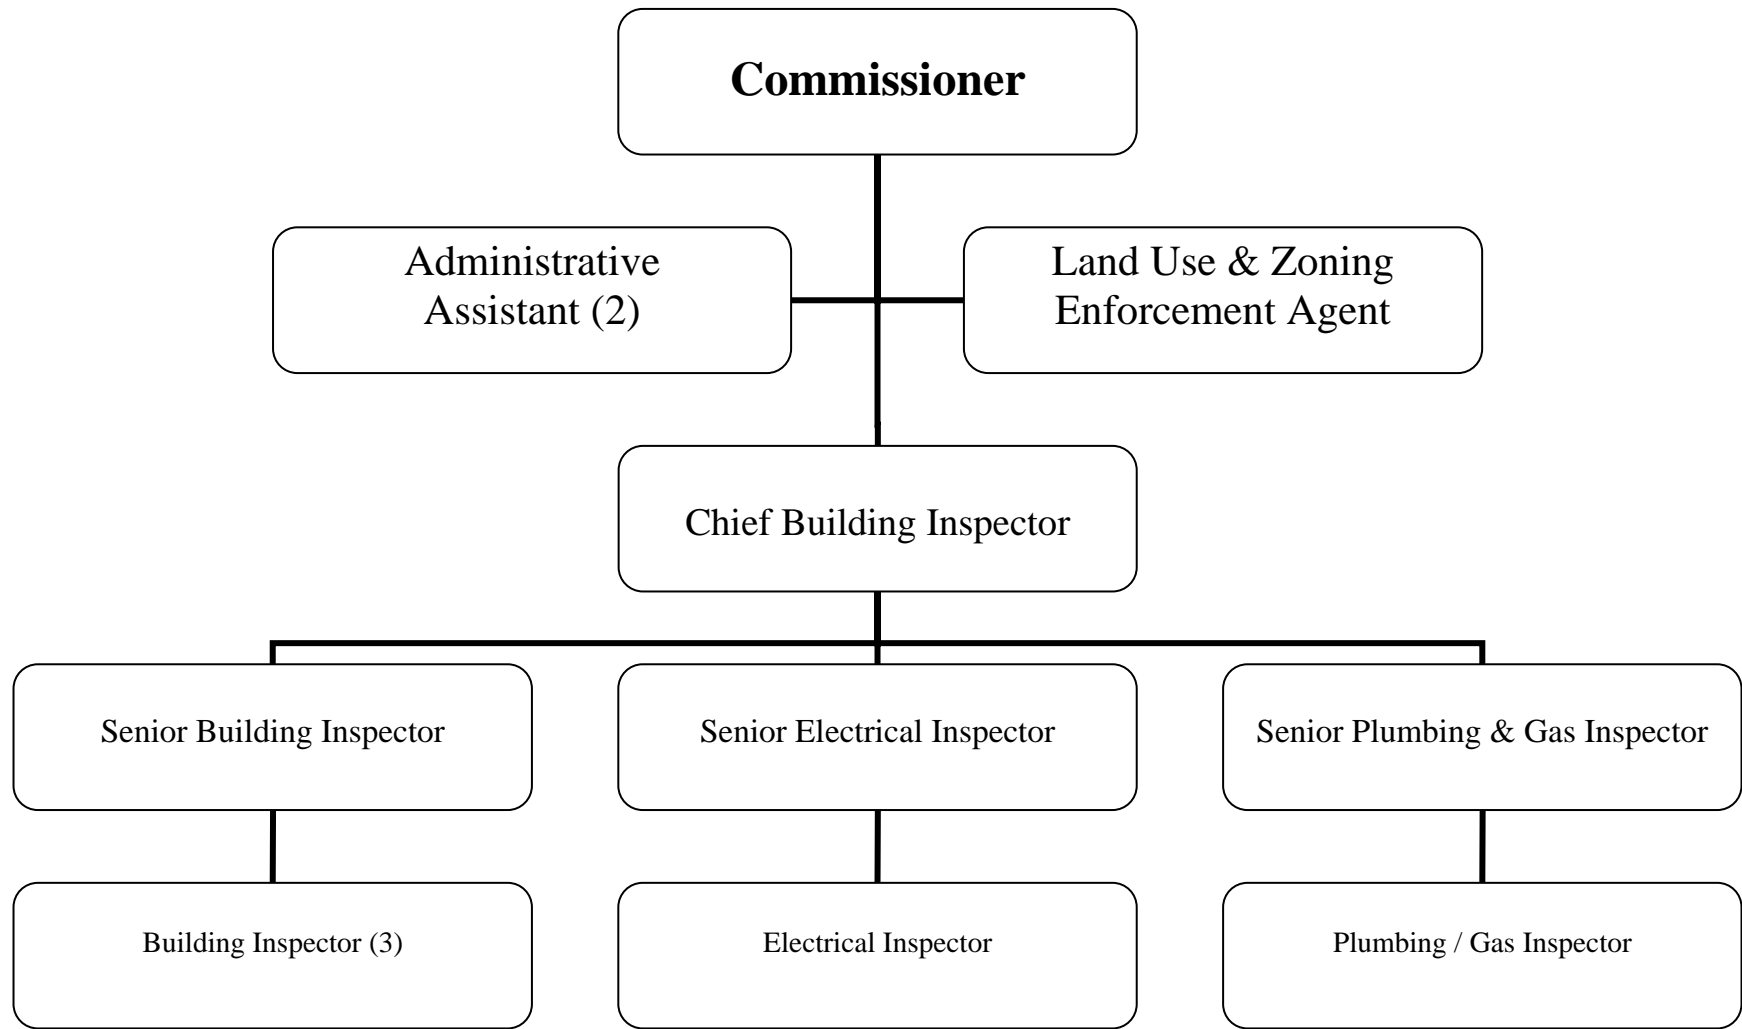 Commissioner
Administrative
Assistant (2)
Land Use & Zoning
Enforcement Agent
Chief Building Inspector
Senior Building Inspector
Senior Electrical Inspector
Senior Plumbing & Gas Inspector
Building Inspector (3)
Electrical Inspector
Plumbing / Gas Inspector